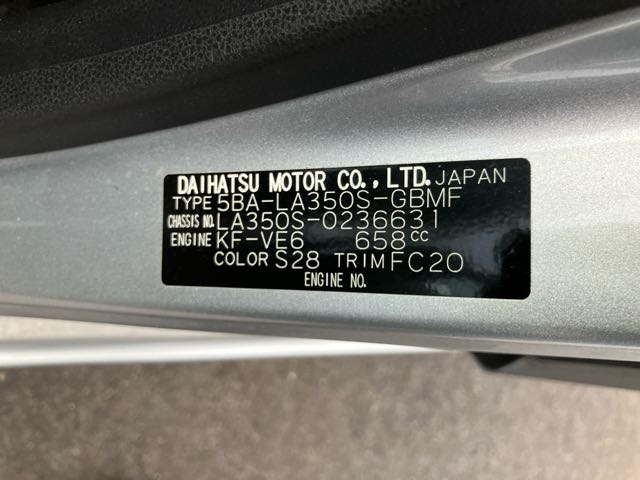 DAIHATSU MOTOR CO., LTD. JAPAN
TYPE 5BA-LA350S-GBMF
CHASSIS NO. LA350S-0236631
ENGINE KF-VE6 658cc
COLOR S28 TRIM FC20
ENGINE NO.